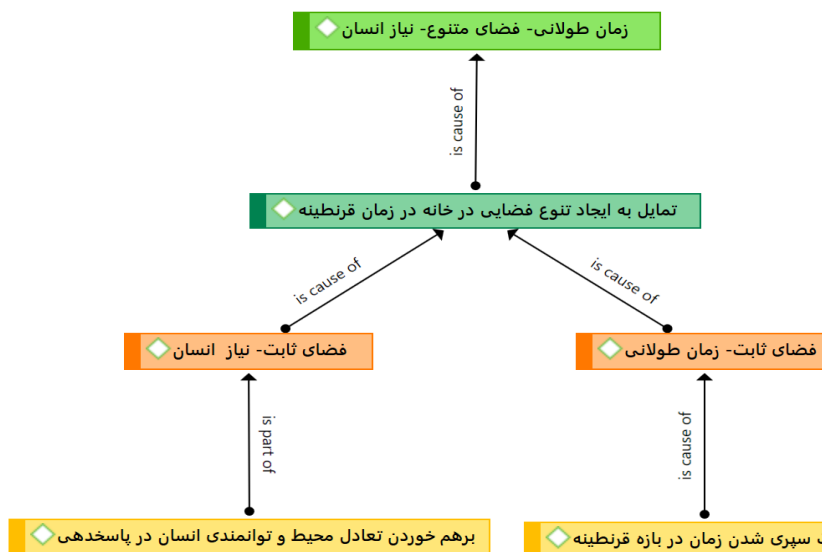 زمان طولانی- فضای متنوع- نیاز انسان
is cause of
تمایل به ایجاد تنوع فضایی در خانه در زمان قرنطینه
is cause of
is cause of
فضای ثابت- نیاز انسان
فضای ثابت- زمان طولانی
is part of
is cause of
برهم خوردن تعادل محیط و توانمندی انسان در پاسخدهی
سپری شدن زمان در بازه قرنطینه